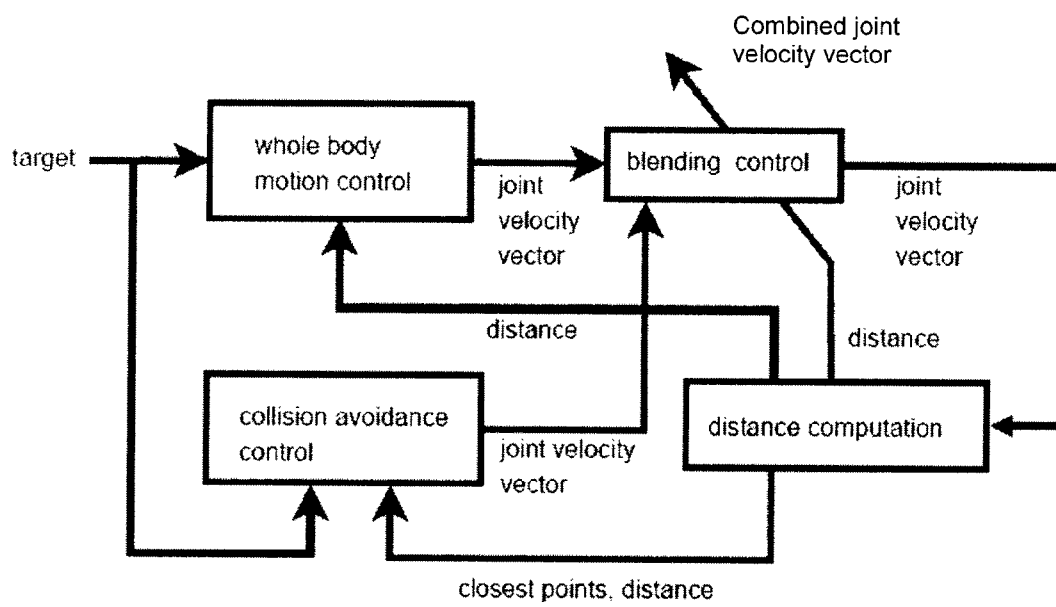 Combined joint
velocity vector
target
whole body
motion control
joint
velocity
vector
blending control
joint
velocity
vector
distance
distance
collision avoidance
control
joint velocity
vector
distance computation
closest points, distance